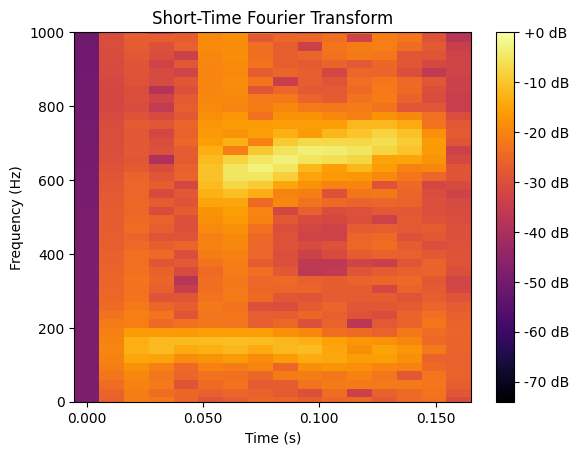 Short-Time Fourier Transform
Frequency (Hz)
1000
800
600
400
200
0
0.000
0.050
0.100
0.150
Time (s)
+0 dB
-10 dB
-20 dB
-30 dB
-40 dB
-50 dB
-60 dB
-70 dB